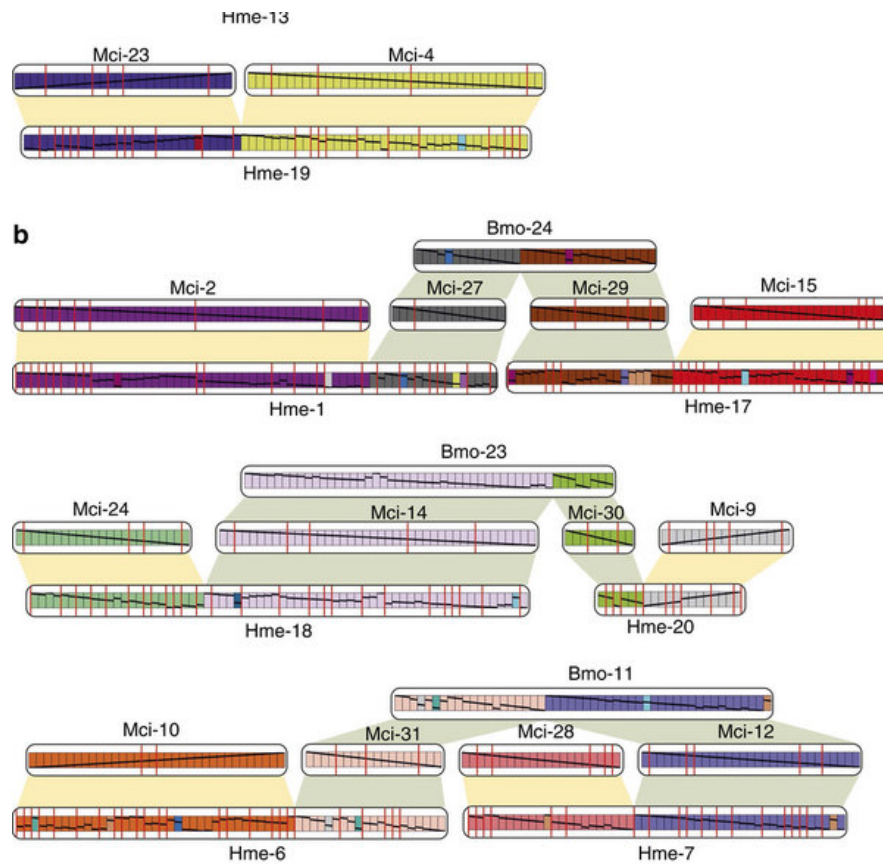 Hme-13
Mci-23 Mci-4
Hme-19
b
Bmo-24
Mci-2 Mci-27 Mci-29 Mci-15
Hme-1 Hme-17
Bmo-23
Mci-24 Mci-14 Mci-30 Mci-9
Hme-18 Hme-20
Bmo-11
Mci-10 Mci-31 Mci-28 Mci-12
Hme-6 Hme-7